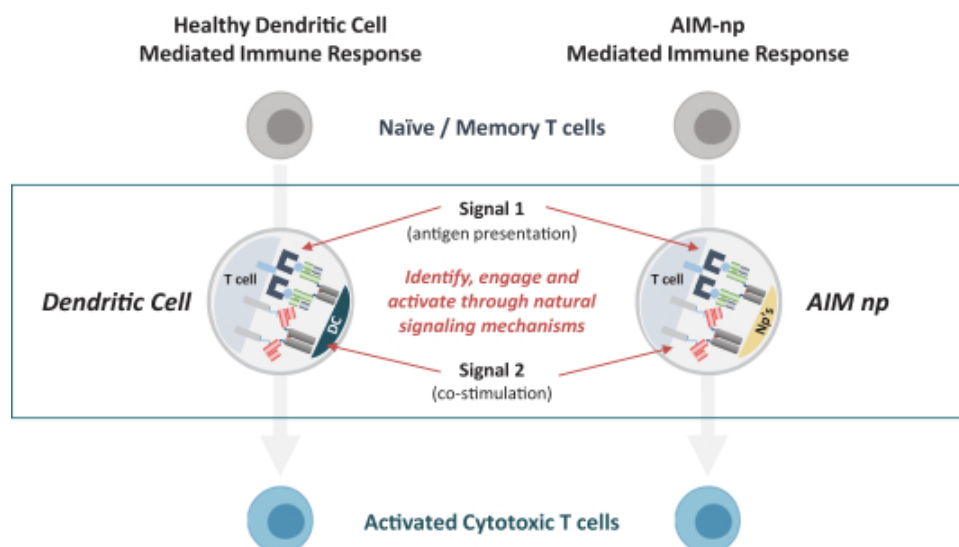 Healthy Dendritic Cell
Mediated Immune Response
AIM-np
Mediated Immune Response
Naïve / Memory T cells
Signal 1
(antigen presentation)
T cell
DC
Dendritic Cell
Identify, engage and
activate through natural
signaling mechanisms
T cell
Np's
AIM np
Signal 2
(co-stimulation)
Activated Cytotoxic T cells